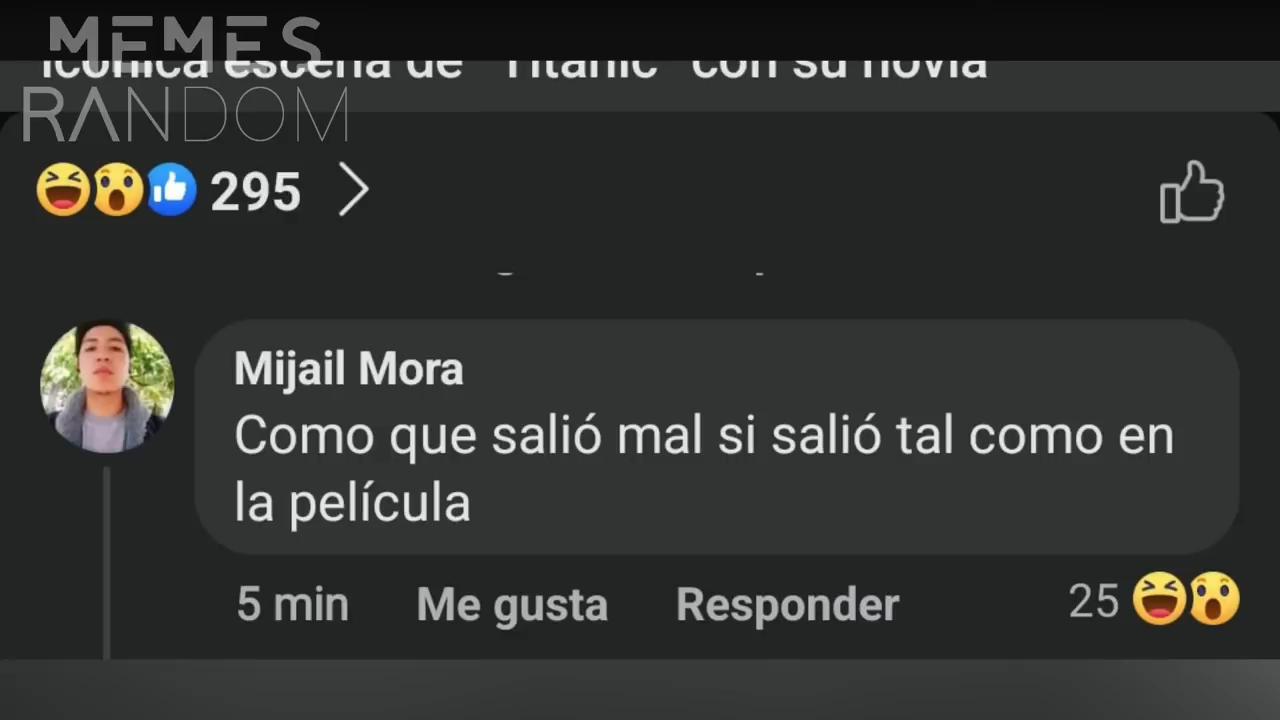 MEMES
icónica escena de "Titanic" con su novia
RANDOM
295
Mijail Mora
Como que salió mal si salió tal como en
la película
5 min Me gusta Responder 25